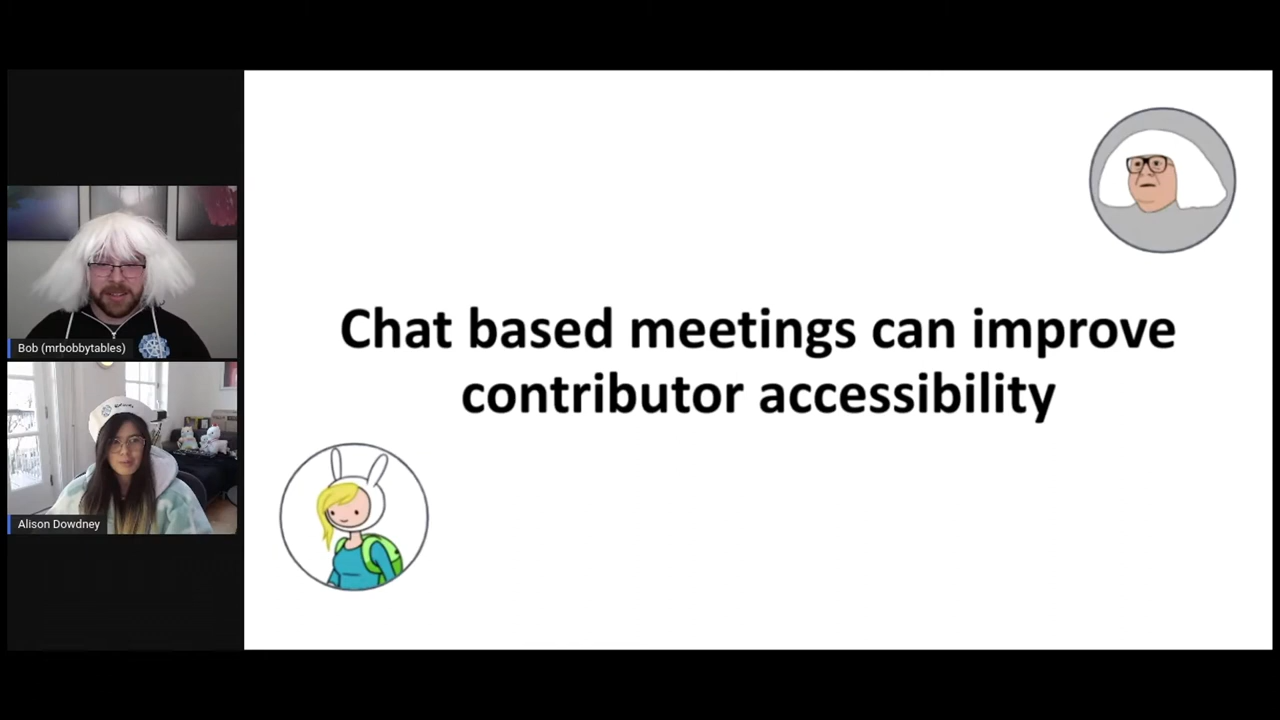 Bob (mrbobbytables)
Alison Dowdney
Chat based meetings can improve
contributor accessibility